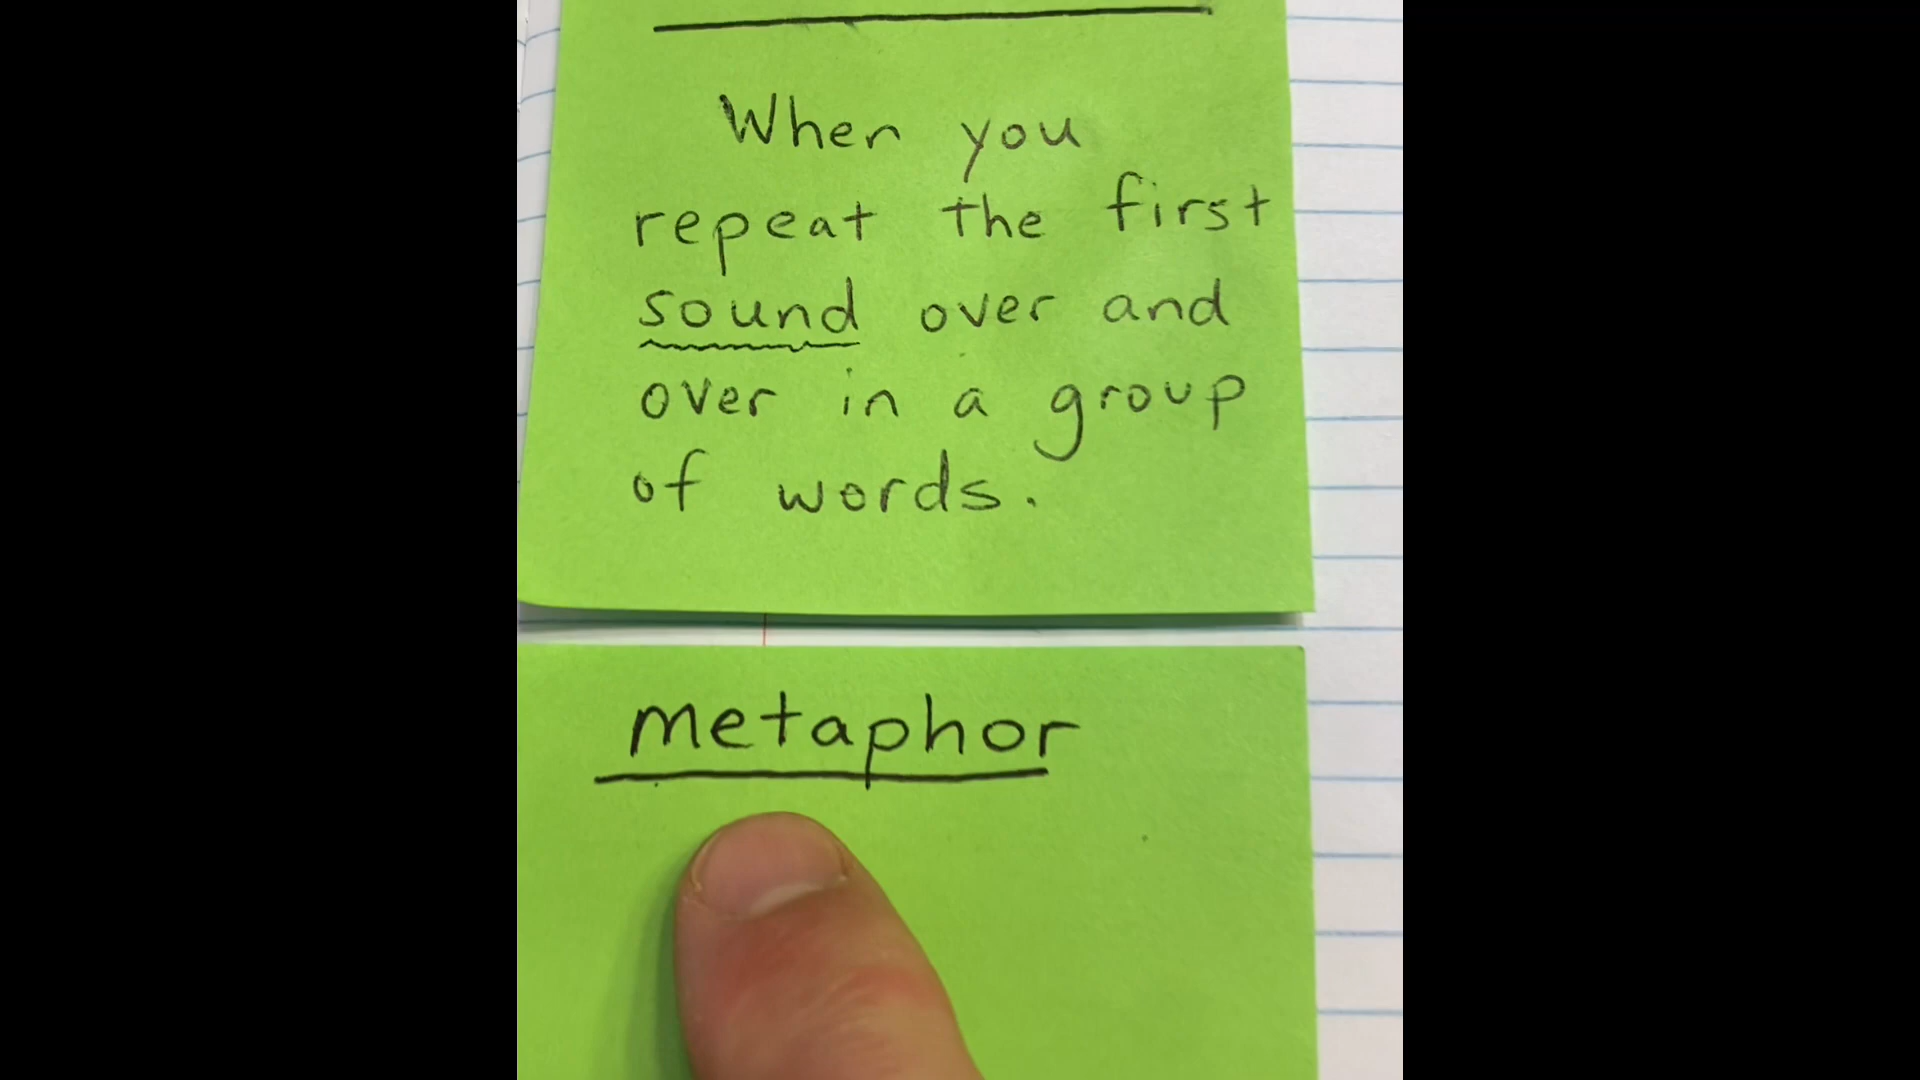 When you
repeat the first
sound over and
over in a group
of words.
metaphor